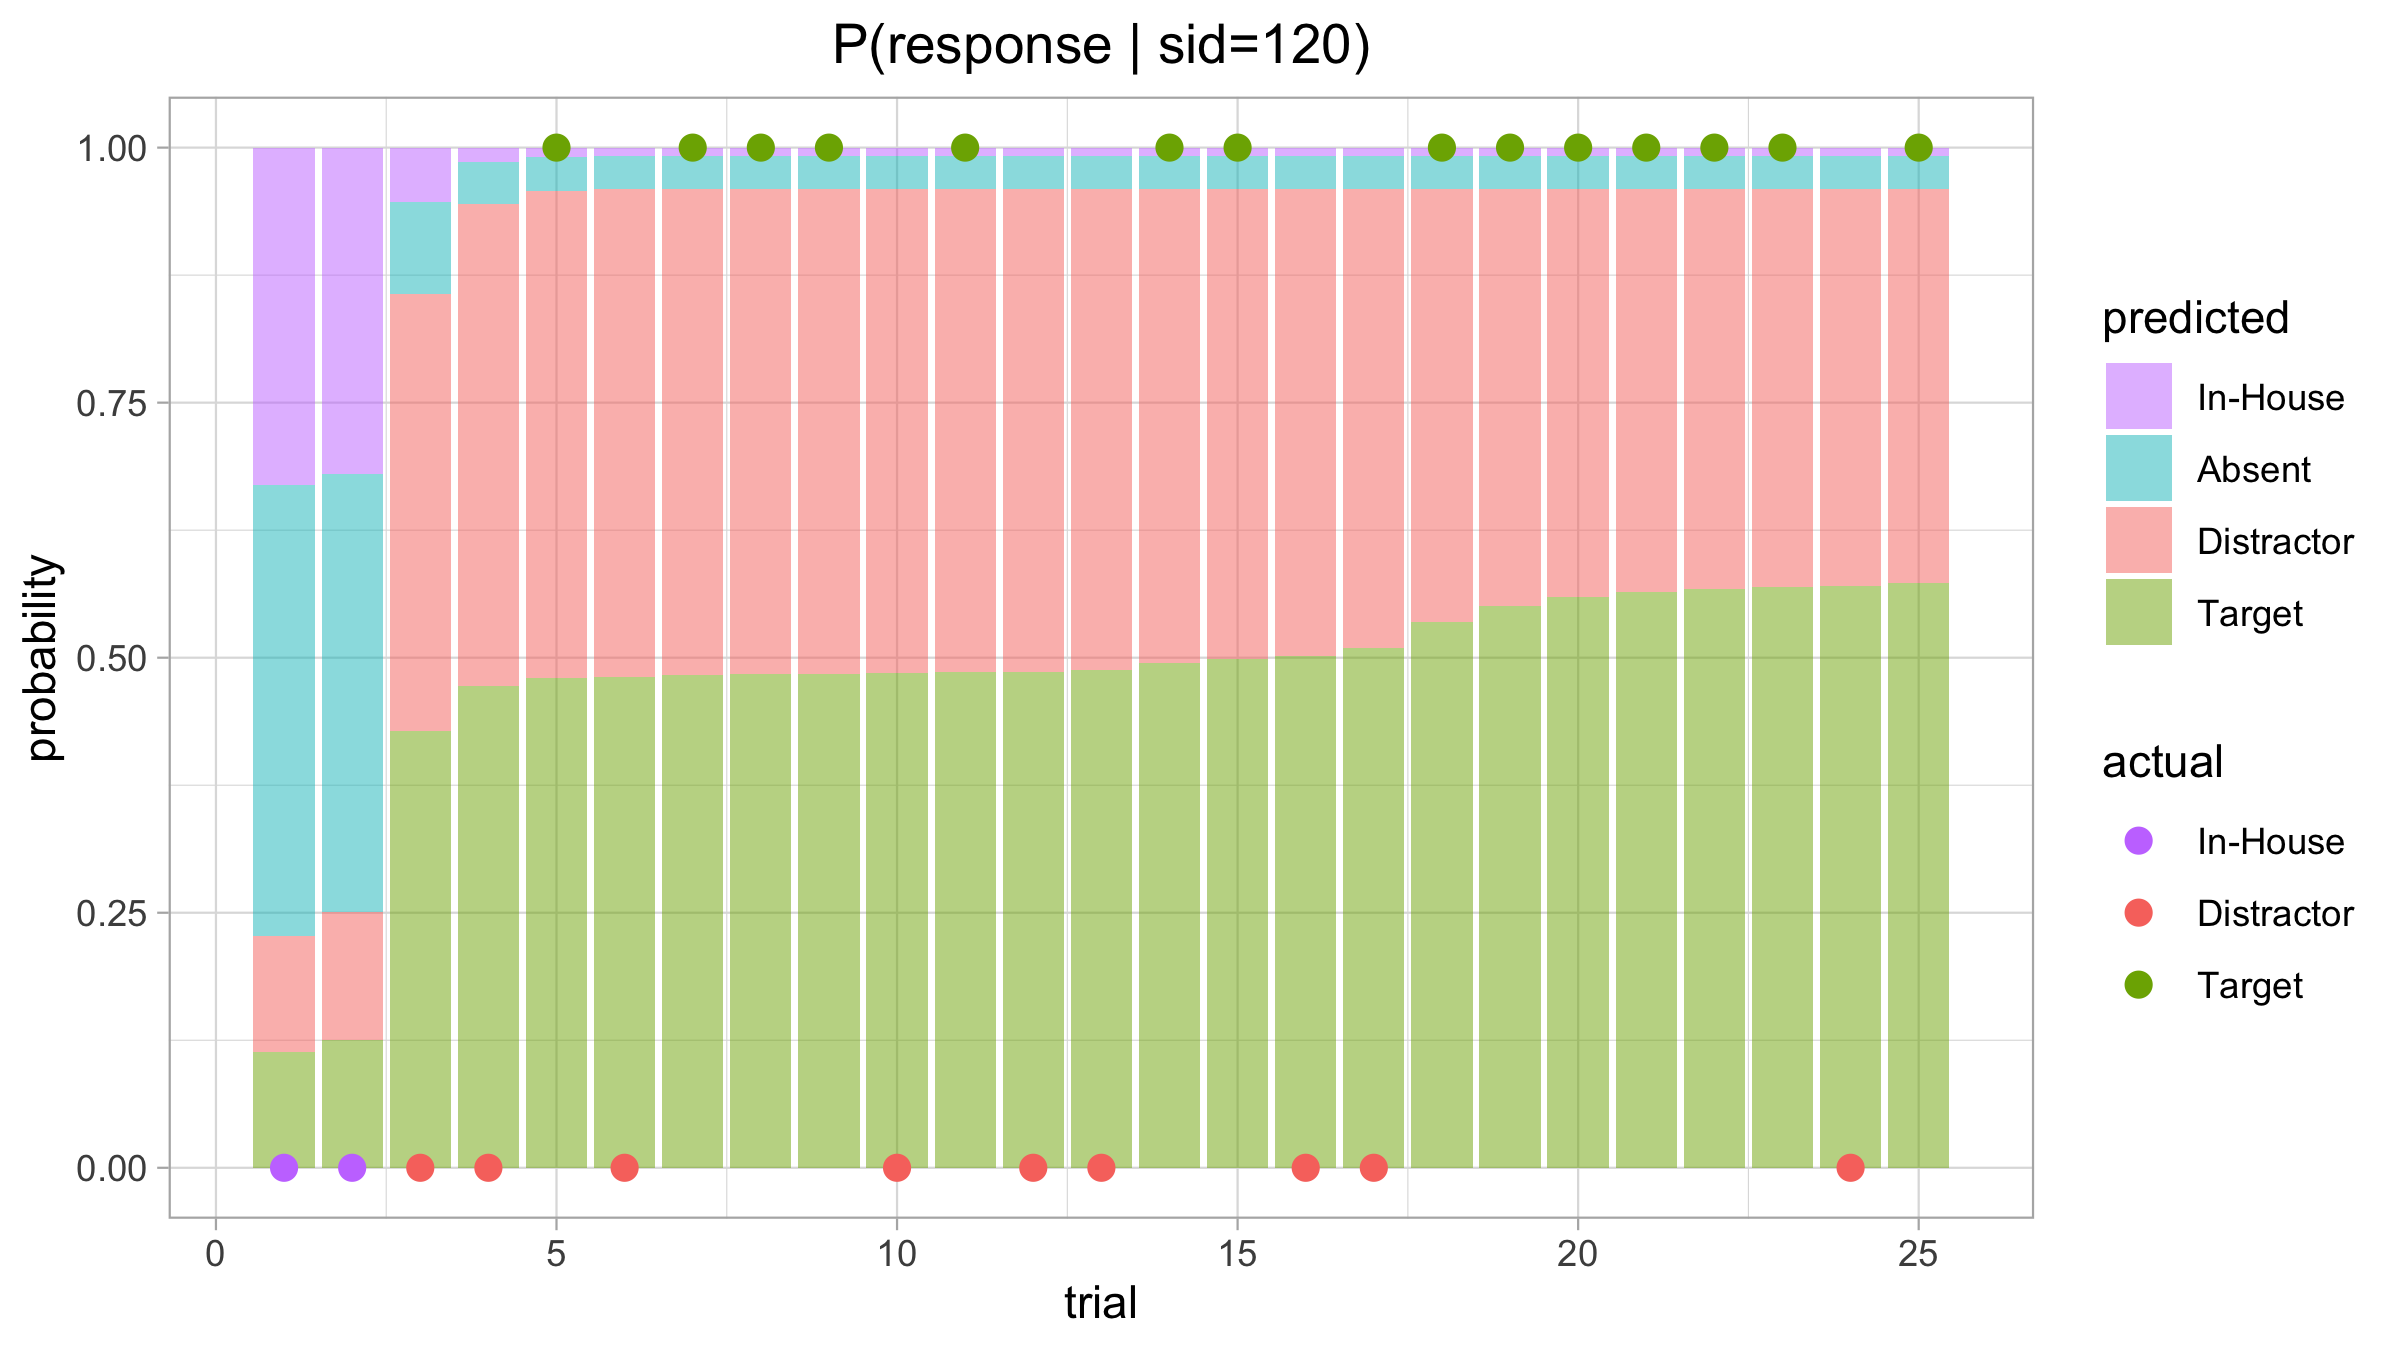 P(response | sid=120)
1.00
0.75
0.50
0.25
0.00
probability
0 5 10 15 20 25
trial
predicted
In-House
Absent
Distractor
Target
actual
In-House
Distractor
Target